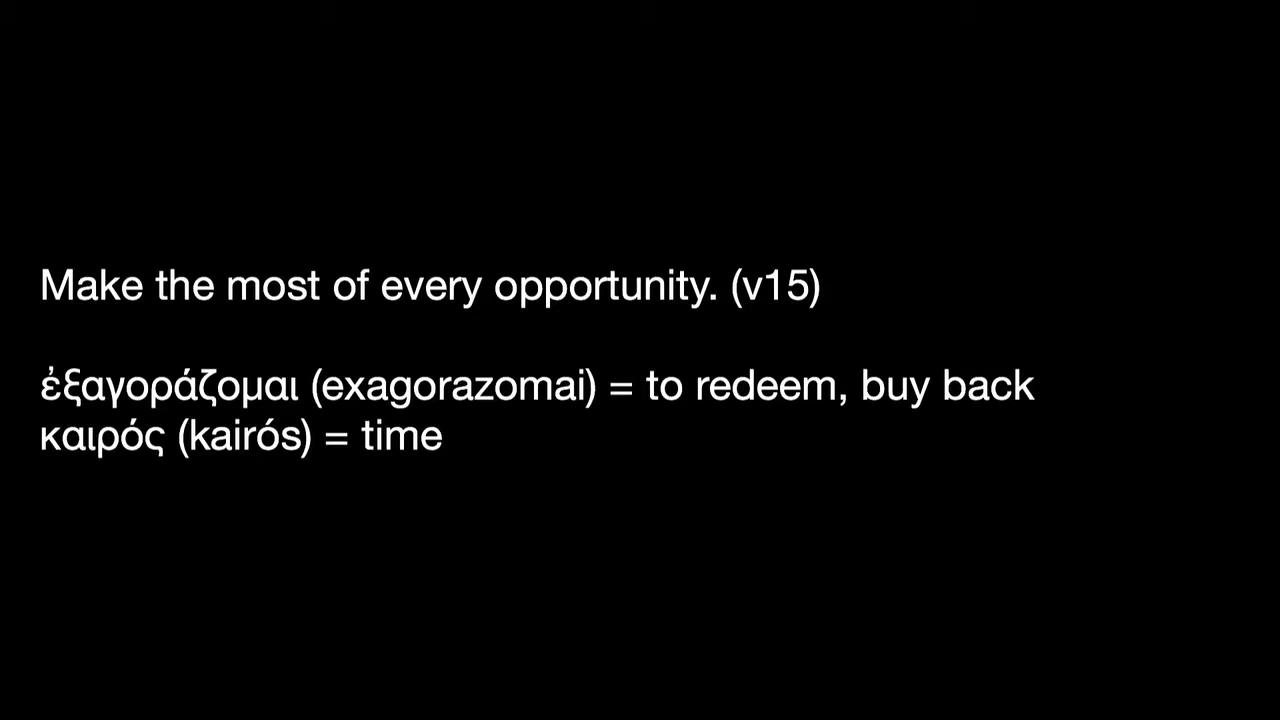 Make the most of every opportunity. (v15)
ἐξαγοράζομαι (exagorazomai) = to redeem, buy back
καιρός (kairós) = time